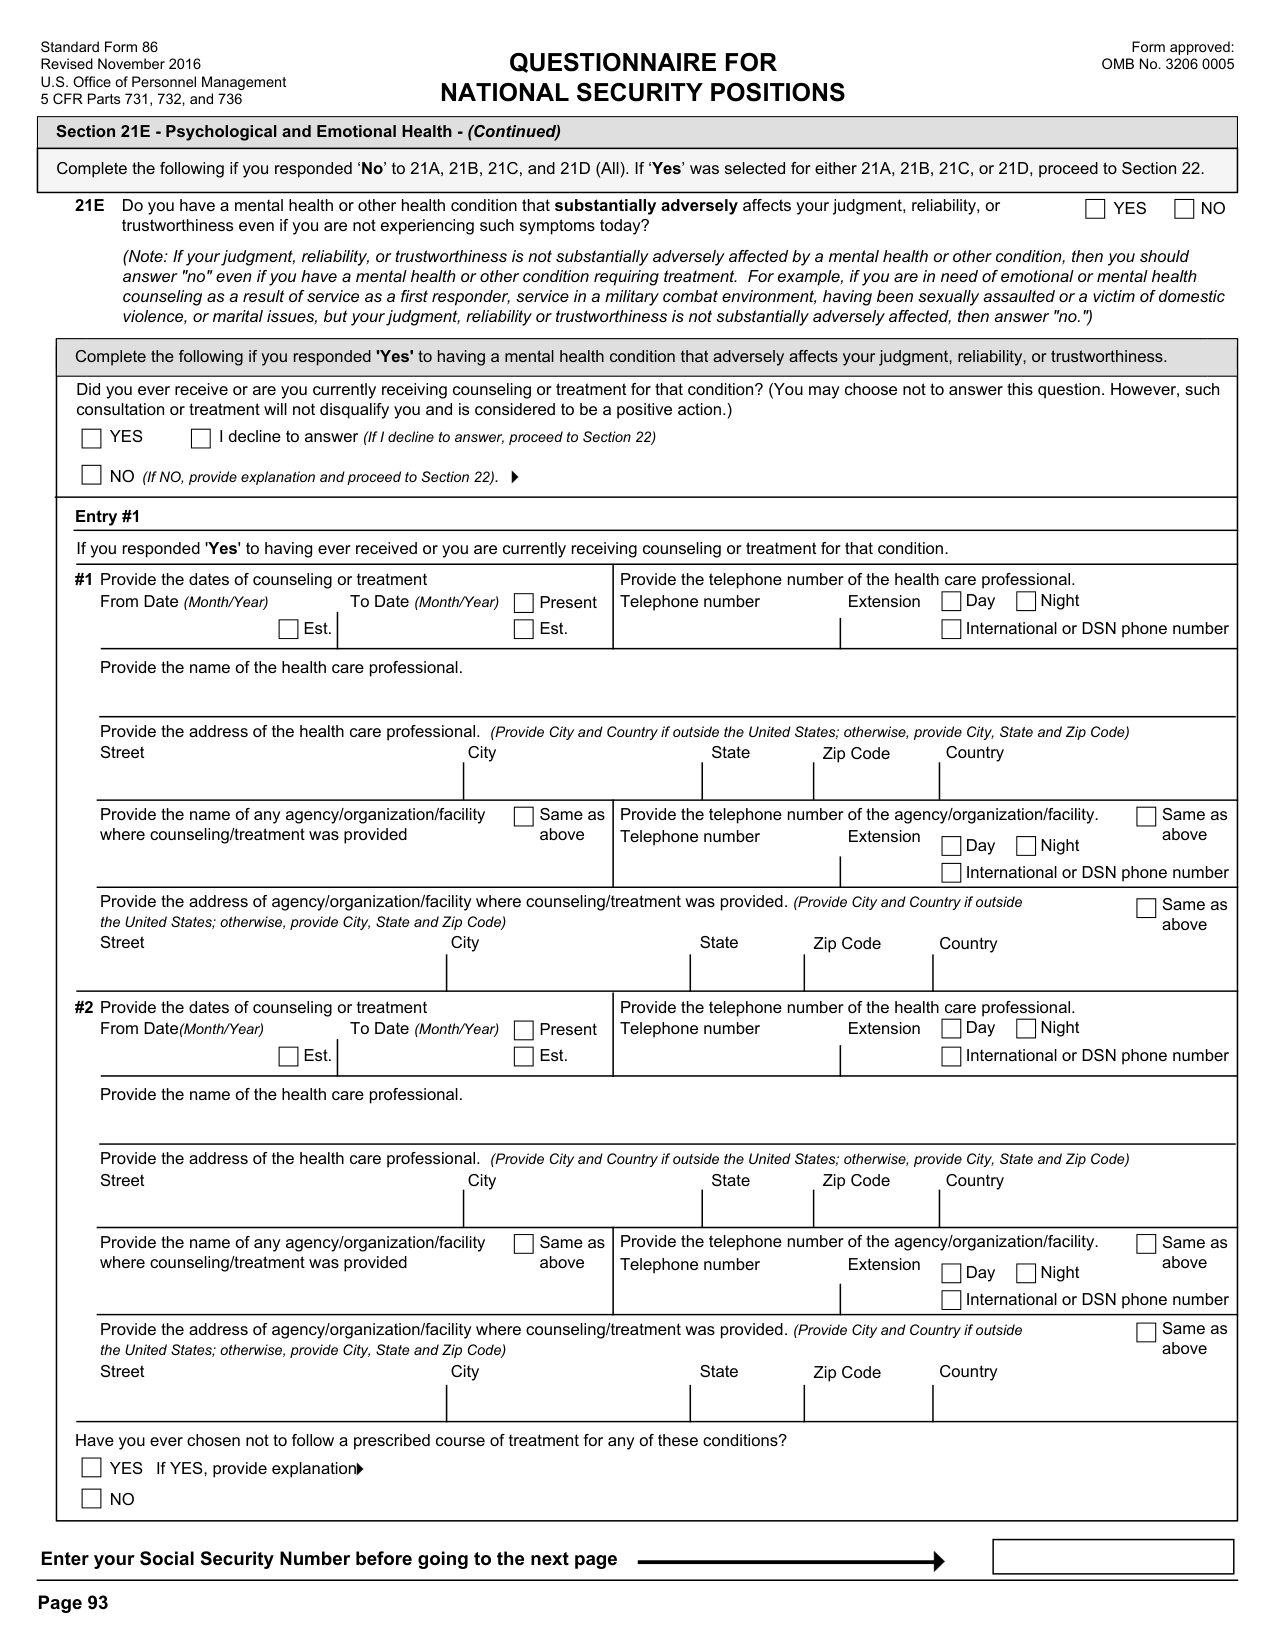 Standard Form 86
Revised November 2016
U.S. Office of Personnel Management
5 CFR Parts 731, 732, and 736
QUESTIONNAIRE FOR
NATIONAL SECURITY POSITIONS
Form approved:
OMB No. 3206 0005
Section 21E - Psychological and Emotional Health - (Continued)
Complete the following if you responded ‘No’ to 21A, 21B, 21C, and 21D (All). If ‘Yes’ was selected for either 21A, 21B, 21C, or 21D, proceed to Section 22.
21E Do you have a mental health or other health condition that substantially adversely affects your judgment, reliability, or
trustworthiness even if you are not experiencing such symptoms today?
YES NO
(Note: If your judgment, reliability, or trustworthiness is not substantially adversely affected by a mental health or other condition, then you should
answer "no" even if you have a mental health or other condition requiring treatment. For example, if you are in need of emotional or mental health
counseling as a result of service as a first responder, service in a military combat environment, having been sexually assaulted or a victim of domestic
violence, or marital issues, but your judgment, reliability or trustworthiness is not substantially adversely affected, then answer "no.")
Complete the following if you responded 'Yes' to having a mental health condition that adversely affects your judgment, reliability, or trustworthiness.
Did you ever receive or are you currently receiving counseling or treatment for that condition? (You may choose not to answer this question. However, such
consultation or treatment will not disqualify you and is considered to be a positive action.)
YES I decline to answer (If I decline to answer, proceed to Section 22)
NO (If NO, provide explanation and proceed to Section 22).
Entry #1
If you responded 'Yes' to having ever received or you are currently receiving counseling or treatment for that condition.
#1 Provide the dates of counseling or treatment
From Date (Month/Year) To Date (Month/Year) Present
Est. Est.
Provide the telephone number of the health care professional.
Telephone number Extension Day Night
International or DSN phone number
Provide the name of the health care professional.
Provide the address of the health care professional. (Provide City and Country if outside the United States; otherwise, provide City, State and Zip Code)
Street City State Zip Code Country
Provide the name of any agency/organization/facility
where counseling/treatment was provided
Same as
above
Provide the telephone number of the agency/organization/facility.
Telephone number Extension Day Night
International or DSN phone number
Same as
above
Provide the address of agency/organization/facility where counseling/treatment was provided. (Provide City and Country if outside
the United States; otherwise, provide City, State and Zip Code)
Same as
above
Street City State Zip Code Country
#2 Provide the dates of counseling or treatment
From Date(Month/Year) To Date (Month/Year) Present
Est. Est.
Provide the telephone number of the health care professional.
Telephone number Extension Day Night
International or DSN phone number
Provide the name of the health care professional.
Provide the address of the health care professional. (Provide City and Country if outside the United States; otherwise, provide City, State and Zip Code)
Street City State Zip Code Country
Provide the name of any agency/organization/facility
where counseling/treatment was provided
Same as
above
Provide the telephone number of the agency/organization/facility.
Telephone number Extension Day Night
International or DSN phone number
Same as
above
Provide the address of agency/organization/facility where counseling/treatment was provided. (Provide City and Country if outside
the United States; otherwise, provide City, State and Zip Code)
Same as
above
Street City State Zip Code Country
Have you ever chosen not to follow a prescribed course of treatment for any of these conditions?
YES If YES, provide explanation
NO
Enter your Social Security Number before going to the next page
Page 93